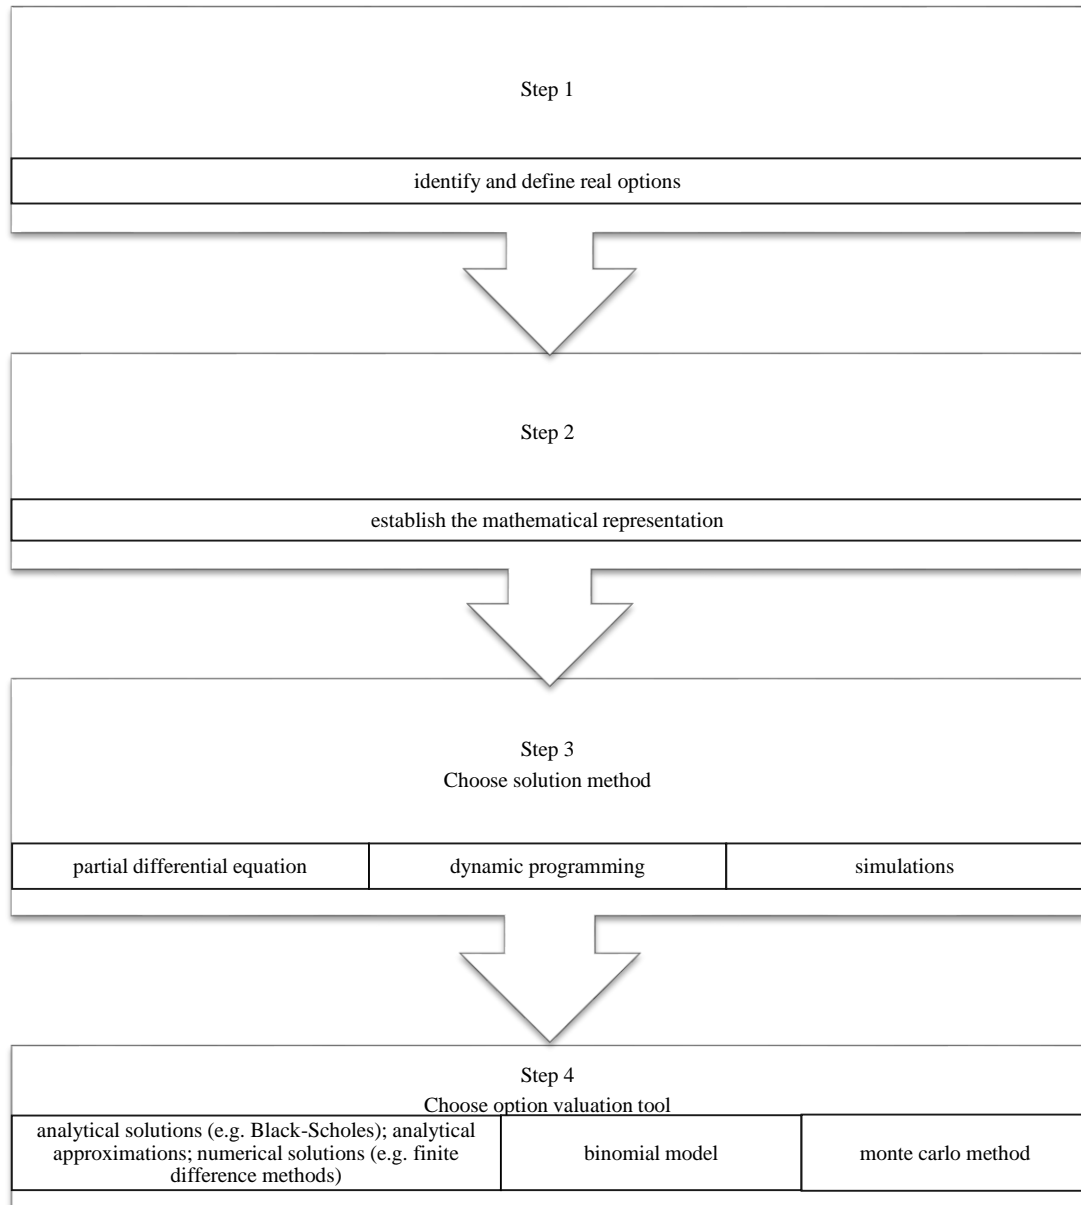 Step 1
identify and define real options
Step 2
establish the mathematical representation
Step 3
Choose solution method
partial differential equation
dynamic programming
simulations
Step 4
Choose option valuation tool
analytical solutions (e.g. Black-Scholes); analytical
approximations; numerical solutions (e.g. finite
difference methods)
binomial model
monte carlo method